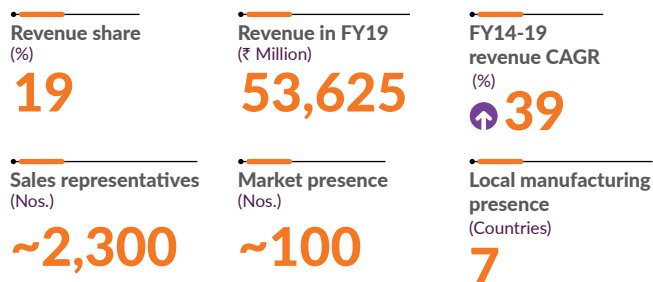 Revenue share
(%)
19
Revenue in FY19
(₹ Million)
53,625
FY14-19
revenue CAGR
(%)
39
Sales representatives
(Nos.)
~2,300
Market presence
(Nos.)
~100
Local manufacturing
presence
(Countries)
7